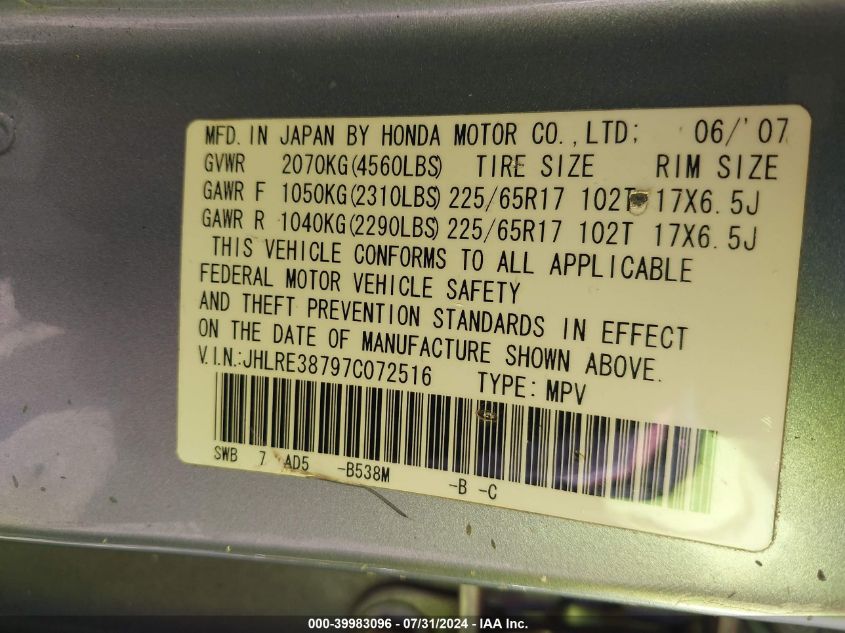 MFD. IN JAPAN BY HONDA MOTOR CO., LTD; 06/'07
GVWR 2070KG(4560LBS) TIRE SIZE RIM SIZE
GAWR F 1050KG(2310LBS) 225/65R17 102T 17X6.5J
GAWR R 1040KG(2290LBS) 225/65R17 102T 17X6.5J
THIS VEHICLE CONFORMS TO ALL APPLICABLE
FEDERAL MOTOR VEHICLE SAFETY
AND THEFT PREVENTION STANDARDS IN EFFECT
ON THE DATE OF MANUFACTURE SHOWN ABOVE.
V.I.N.:JHLRE38797C072516 TYPE: MPV
SWB 7 AD5 -B538M -B -C
000-39983096 - 07/31/2024 - IAA Inc.